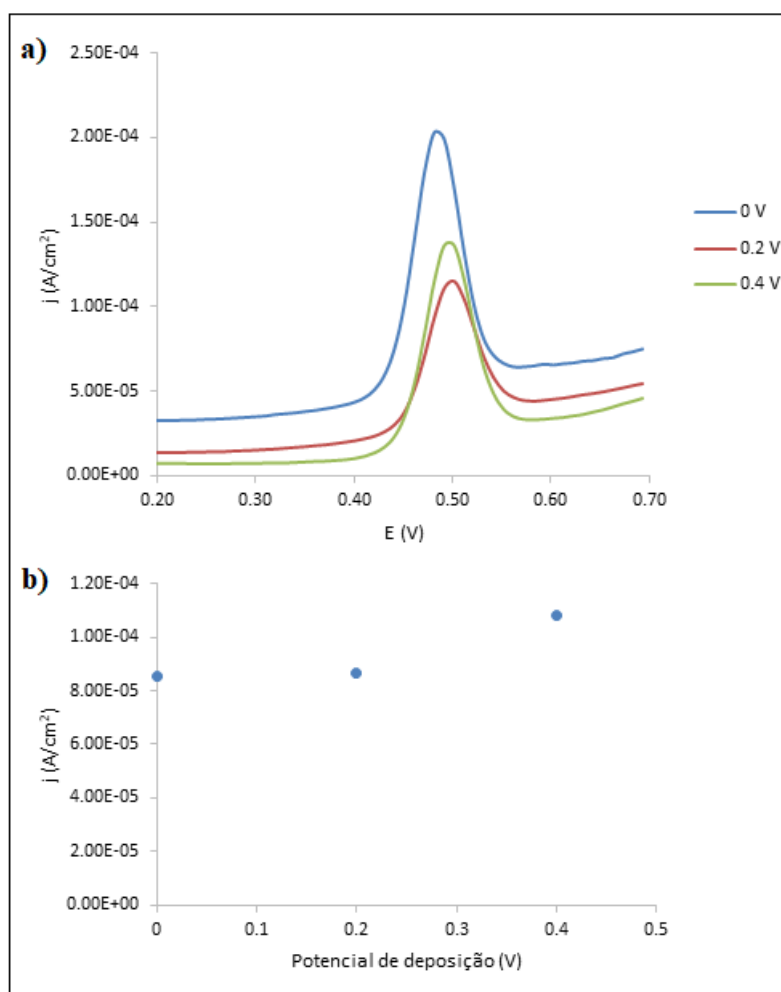 a)
2.50E-04
2.00E-04
1.50E-04
1.00E-04
5.00E-05
0.00E+00
j (A/cm²)
0.20 0.30 0.40 0.50 0.60 0.70
E (V)
0 V
0.2 V
0.4 V
b)
1.20E-04
1.00E-04
8.00E-05
6.00E-05
4.00E-05
2.00E-05
0.00E+00
j (A/cm²)
0 0.1 0.2 0.3 0.4 0.5
Potencial de deposição (V)